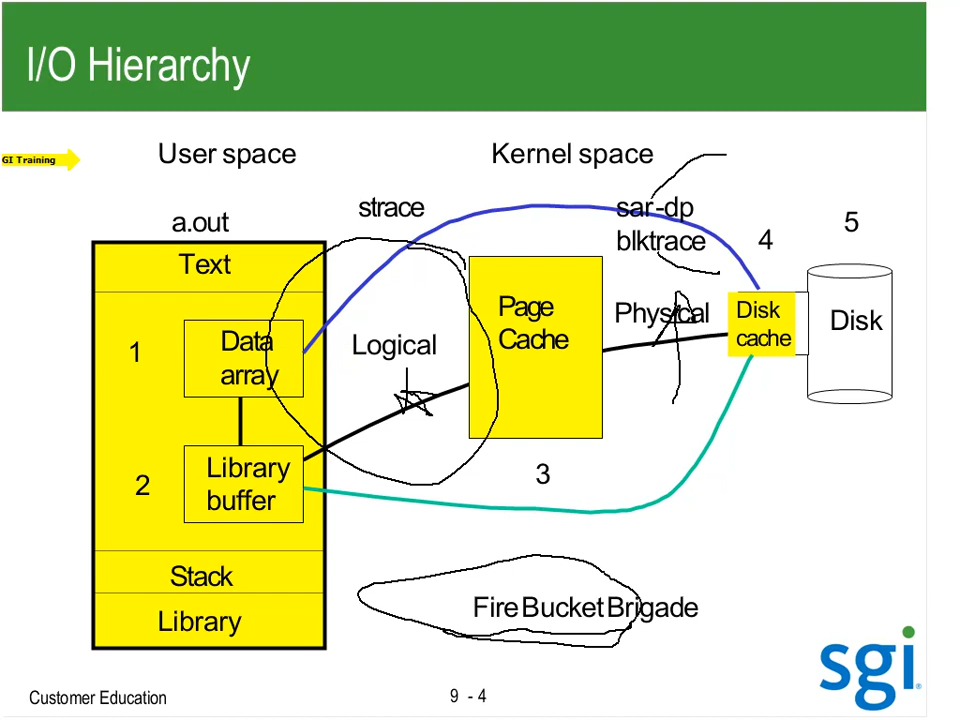 I/O Hierarchy
GI Training
User space
Kernel space
a.out
strace
sar -dp
blktrace
4
5
Text
1
Data
array
Logical
Page
Cache
Physical
Disk
cache
Disk
2
Library
buffer
3
Stack
Library
Fire Bucket Brigade
Customer Education
9 - 4
sgi